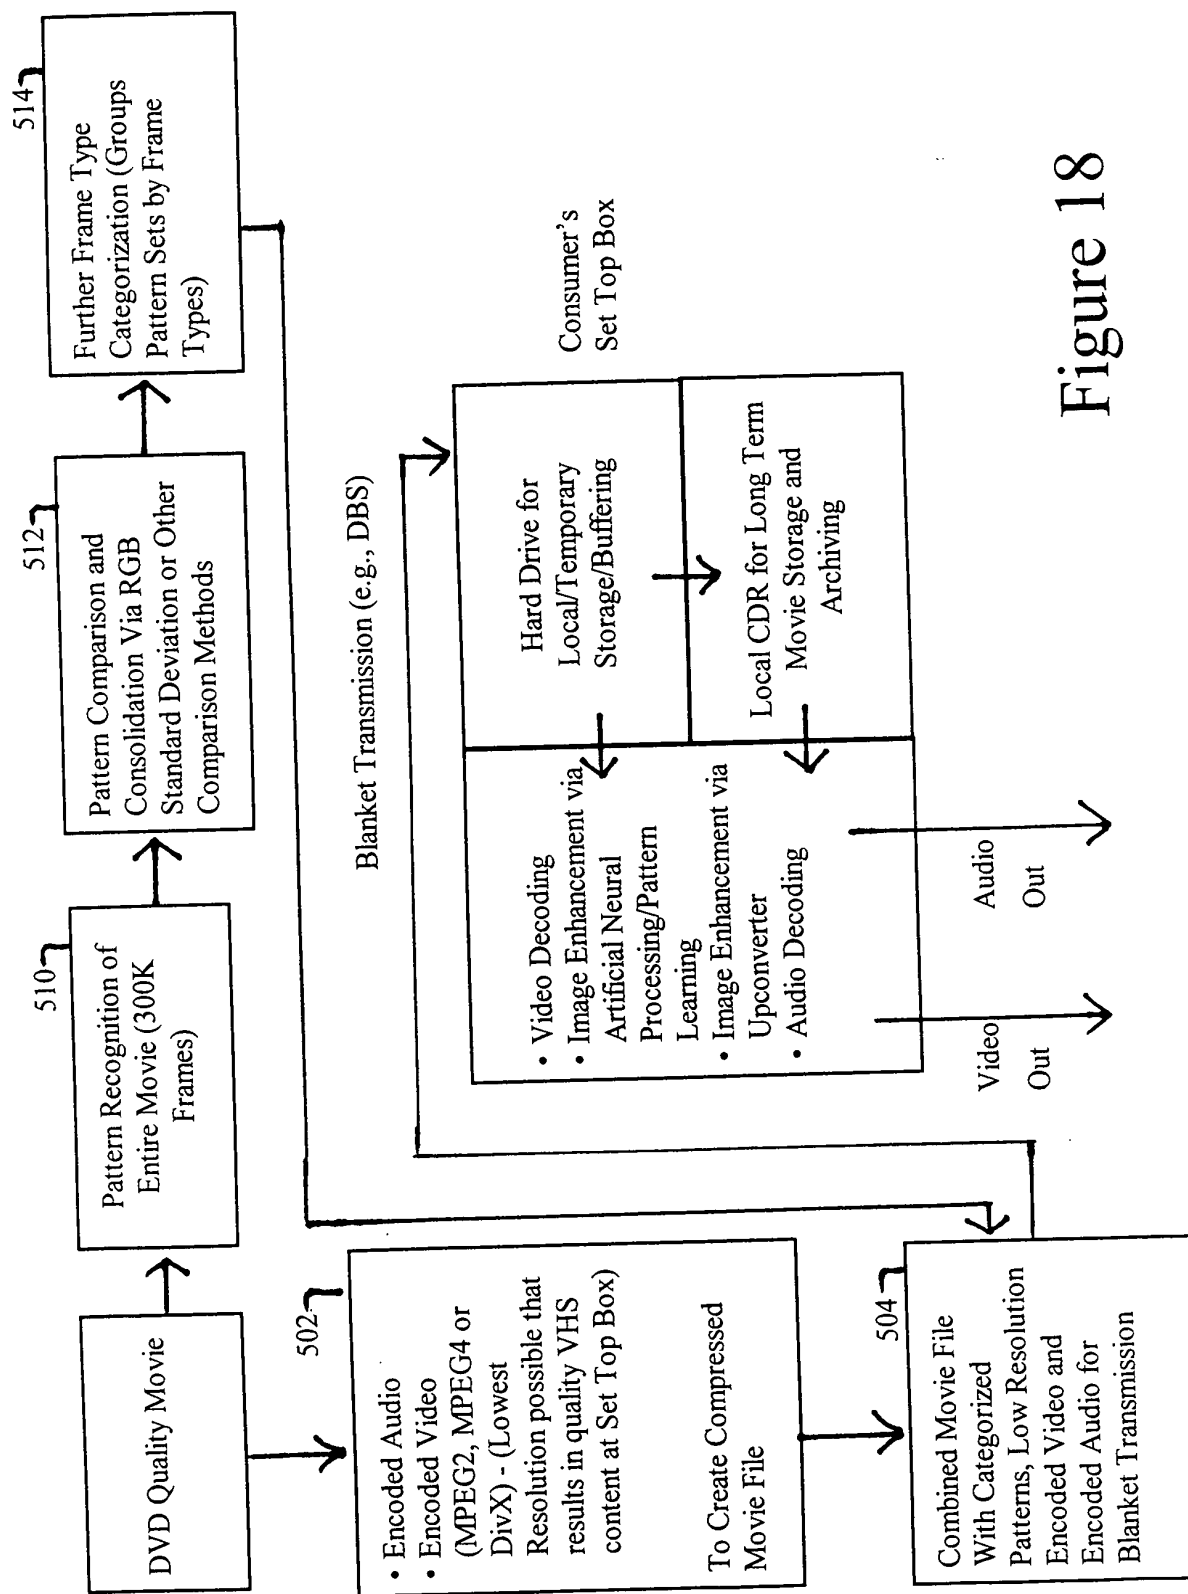 DVD Quality Movie
510
Pattern Recognition of
Entire Movie (300K
Frames)
512
Pattern Comparison and
Consolidation Via RGB
Standard Deviation or Other
Comparison Methods
514
Further Frame Type
Categorization (Groups
Pattern Sets by Frame
Types)
502
• Encoded Audio
• Encoded Video
(MPEG2, MPEG4 or
DivX) - (Lowest
Resolution possible that
results in quality VHS
content at Set Top Box)
To Create Compressed
Movie File
504
Combined Movie File
With Categorized
Patterns, Low Resolution
Encoded Video and
Encoded Audio for
Blanket Transmission
Blanket Transmission (e.g., DBS)
• Video Decoding
• Image Enhancement via
Artificial Neural
Processing/Pattern
Learning
• Image Enhancement via
Upconverter
• Audio Decoding
Hard Drive for
Local/Temporary
Storage/Buffering
Local CDR for Long Term
Movie Storage and
Archiving
Consumer's
Set Top Box
Video
Out
Audio
Out
Figure 18